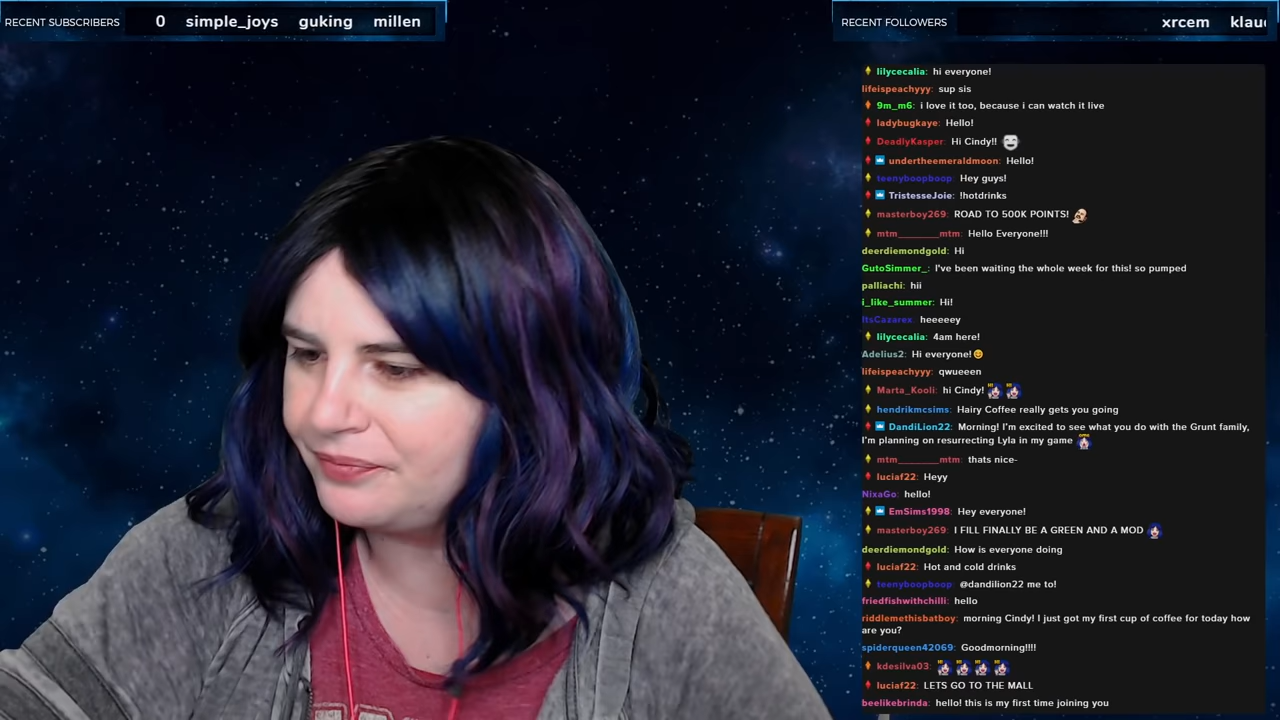 RECENT SUBSCRIBERS 0 simple_joys guking millen
RECENT FOLLOWERS xrcem klau
lilycecalia: hi everyone!
lifeispeachyyy: sup sis
9m_m6: i love it too, because i can watch it live
ladybugkaye: Hello!
DeadlyKasper: Hi Cindy!!
undertheemeraldmoon: Hello!
teenyboopboop: Hey guys!
TristesseJoie: !hotdrinks
masterboy269: ROAD TO 500K POINTS!
mtm________mtm: Hello Everyone!!!
deerdiemondgold: Hi
GutoSimmer_: I've been waiting the whole week for this! so pumped
palliachi: hii
i_like_summer: Hi!
ItsCazarex: heeeeey
lilycecalia: 4am here!
Adelius2: Hi everyone!😊
lifeispeachyyy: qwueeen
Marta_Kooli: hi Cindy!
hendrikmcsims: Hairy Coffee really gets you going
DandiLion22: Morning! I'm excited to see what you do with the Grunt family,
I'm planning on resurrecting Lyla in my game
mtm________mtm: thats nice-
luciaf22: Heyy
NixaGo: hello!
EmSims1998: Hey everyone!
masterboy269: I FILL FINALLY BE A GREEN AND A MOD
deerdiemondgold: How is everyone doing
luciaf22: Hot and cold drinks
teenyboopboop: @dandilion22 me to!
friedfishwithchilli: hello
riddlemethisbatboy: morning Cindy! I just got my first cup of coffee for today how
are you?
spiderqueen42069: Goodmorning!!!!
kdesilva03:
luciaf22: LETS GO TO THE MALL
beelikebrinda: hello! this is my first time joining you